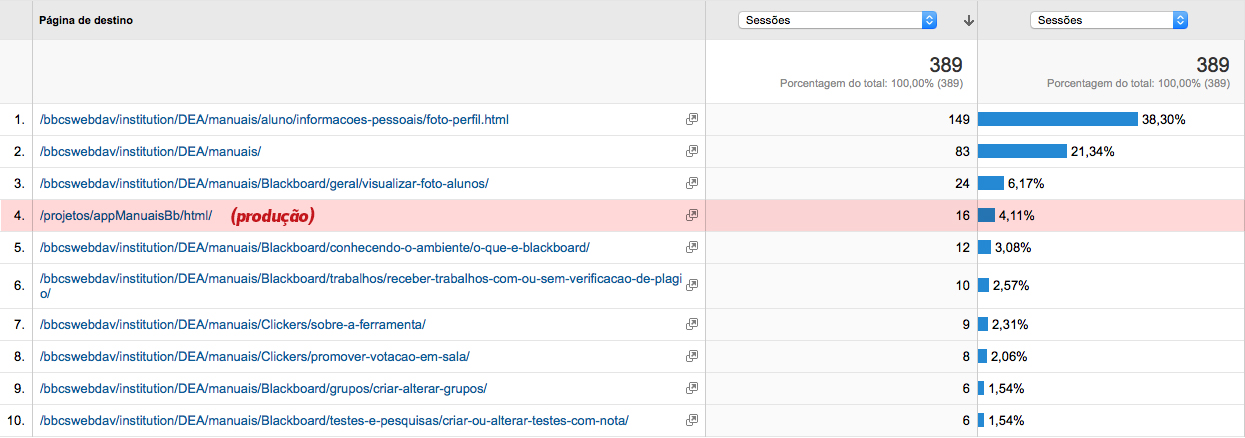 Página de destino Sessões Sessões
389 389
Porcentagem do total: 100,00% (389) Porcentagem do total: 100,00% (389)
1. /bbcswebdav/institution/DEA/manuais/aluno/informacoes-pessoais/foto-perfil.html 149 38,30%
2. /bbcswebdav/institution/DEA/manuais/ 83 21,34%
3. /bbcswebdav/institution/DEA/manuais/Blackboard/geral/visualizar-foto-alunos/ 24 6,17%
4. /projetos/appManuaisBb/html/ (produção) 16 4,11%
5. /bbcswebdav/institution/DEA/manuais/Blackboard/conhecendo-o-ambiente/o-que-e-blackboard/ 12 3,08%
6. /bbcswebdav/institution/DEA/manuais/Blackboard/trabalhos/receber-trabalhos-com-ou-sem-verificacao-de-plagi
o/ 10 2,57%
7. /bbcswebdav/institution/DEA/manuais/Clickers/sobre-a-ferramenta/ 9 2,31%
8. /bbcswebdav/institution/DEA/manuais/Clickers/promover-votacao-em-sala/ 8 2,06%
9. /bbcswebdav/institution/DEA/manuais/Blackboard/grupos/criar-alterar-grupos/ 6 1,54%
10. /bbcswebdav/institution/DEA/manuais/Blackboard/testes-e-pesquisas/criar-ou-alterar-testes-com-nota/ 6 1,54%